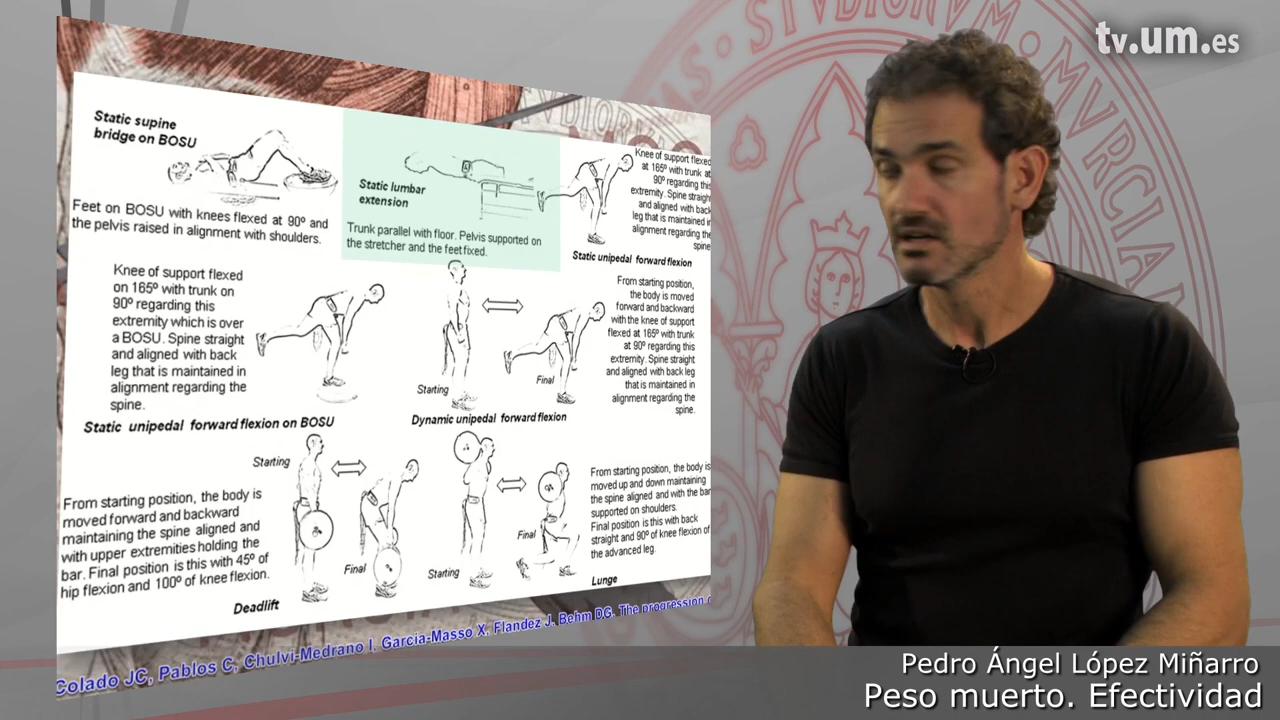 tv.um.es
STVDIORVM
MVRCIANA
Static supine
bridge on BOSU
Feet on BOSU with knees flexed at 90º and
the pelvis raised in alignment with shoulders.
Static lumbar
extension
Trunk parallel with floor. Pelvis supported on
the stretcher and the feet fixed.
Knee of support flexed
at 165º with trunk at
90º regarding this
extremity. Spine straight
and aligned with back
leg that is maintained in
alignment regarding the
spine
Static unipedal forward flexion
Knee of support flexed
on 165º with trunk on
90º regarding this
extremity which is over
a BOSU. Spine straight
and aligned with back
leg that is maintained in
alignment regarding the
spine.
Static unipedal forward flexion on BOSU
Starting
Final
Dynamic unipedal forward flexion
From starting position,
the body is moved
forward and backward
with the knee of support
flexed at 165º with trunk
at 90º regarding this
extremity. Spine straight
and aligned with back
leg that is maintained in
alignment regarding the
spine.
From starting position, the body is
moved forward and backward
maintaining the spine aligned and
with upper extremities holding the
bar. Final position is this with 45º of
hip flexion and 100º of knee flexion.
Starting
Final
Deadlift
Starting
Final
From starting position, the body is
moved up and down maintaining
the spine aligned and with the bar
supported on shoulders.
Final position is this with back
straight and 90º of knee flexion of
the advanced leg.
Lunge
Colado JC, Pablos C, Chulvi-Medrano I, Garcia-Masso X, Flandez J, Behm DG. The progression
Pedro Ángel López Miñarro
Peso muerto. Efectividad